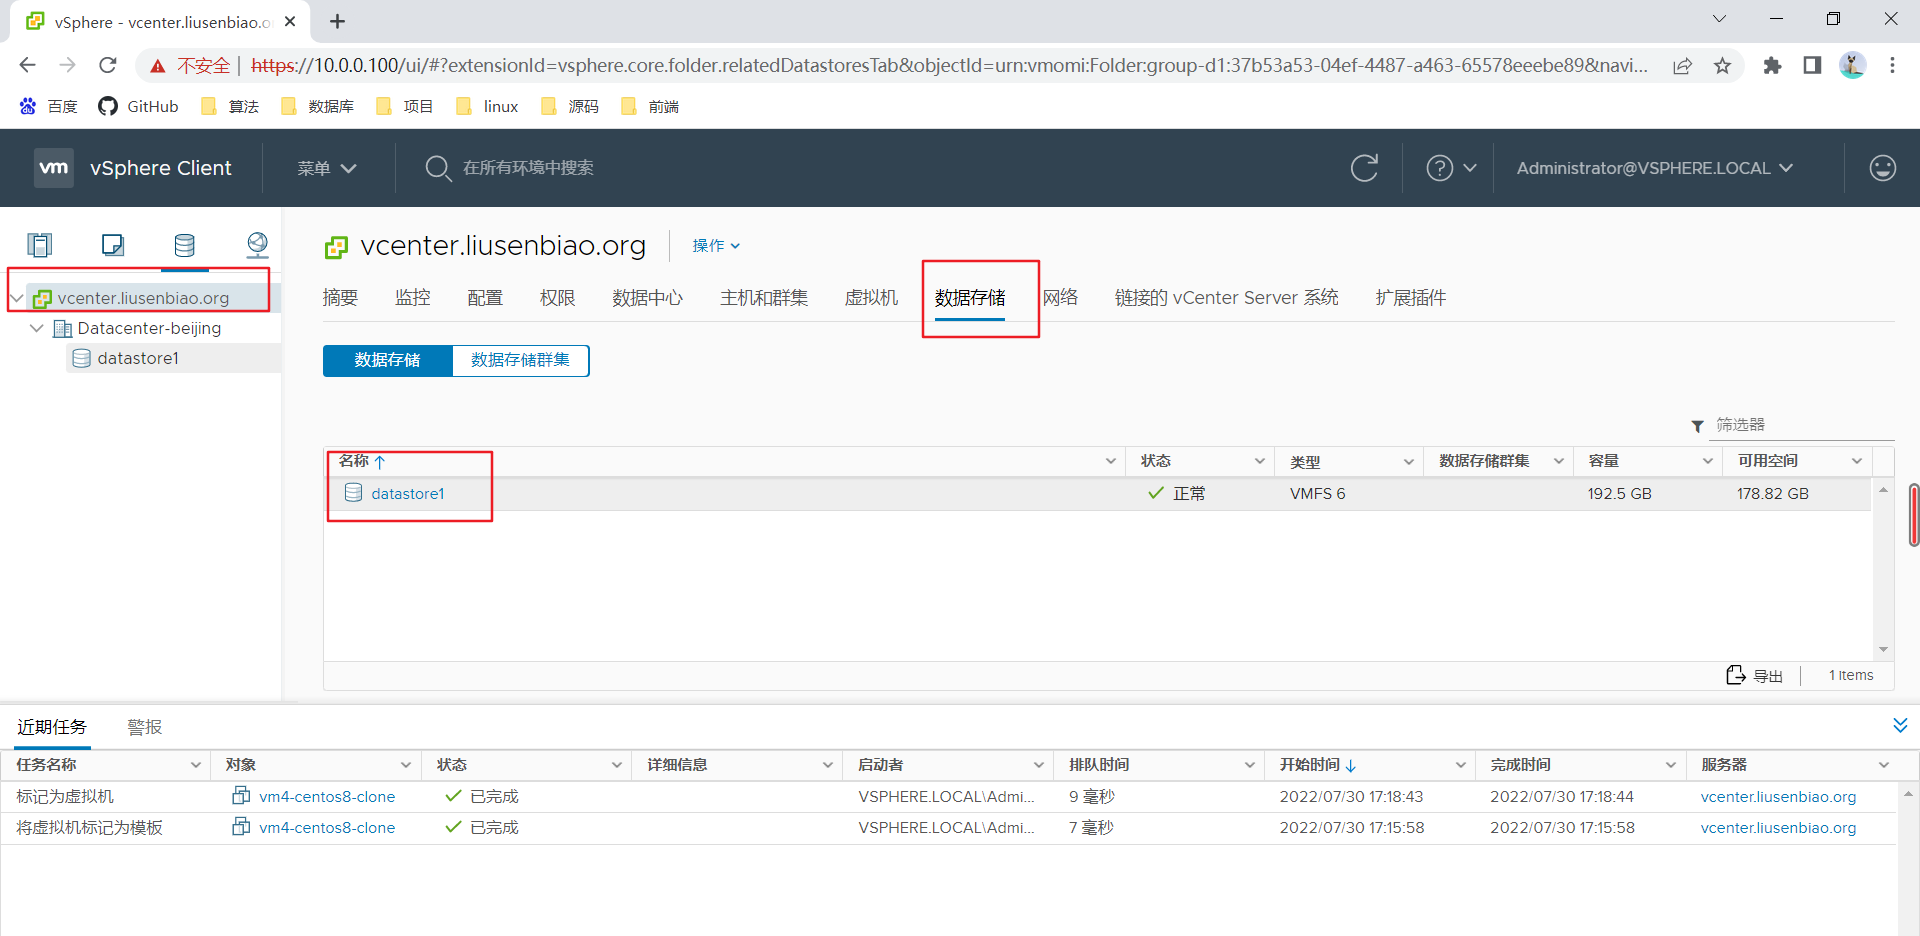 vSphere - vcenter.liusenbiao.o
不安全 | https://10.0.0.100/ui/#?extensionId=vsphere.core.folder.relatedDatastoresTab&objectId=urn:vmomi:Folder:group-d1:37b53a53-04ef-4487-a463-65578eeebe89&navi...
百度 GitHub 算法 数据库 项目 linux 源码 前端
vm vSphere Client 菜单 在所有环境中搜索 Administrator@VSPHERE.LOCAL
vcenter.liusenbiao.org 操作
vcenter.liusenbiao.org
Datacenter-beijing
datastore1
摘要 监控 配置 权限 数据中心 主机和群集 虚拟机 数据存储 网络 链接的 vCenter Server 系统 扩展插件
数据存储 数据存储群集
筛选器
名称 状态 类型 数据存储群集 容量 可用空间
datastore1 正常 VMFS 6 192.5 GB 178.82 GB
导出 1 items
近期任务 警报
任务名称 对象 状态 详细信息 启动者 排队时间 开始时间 完成时间 服务器
标记为虚拟机 vm4-centos8-clone 已完成 VSPHERE.LOCAL\Admi... 9 毫秒 2022/07/30 17:18:43 2022/07/30 17:18:44 vcenter.liusenbiao.org
将虚拟机标记为模板 vm4-centos8-clone 已完成 VSPHERE.LOCAL\Admi... 7 毫秒 2022/07/30 17:15:58 2022/07/30 17:15:58 vcenter.liusenbiao.org